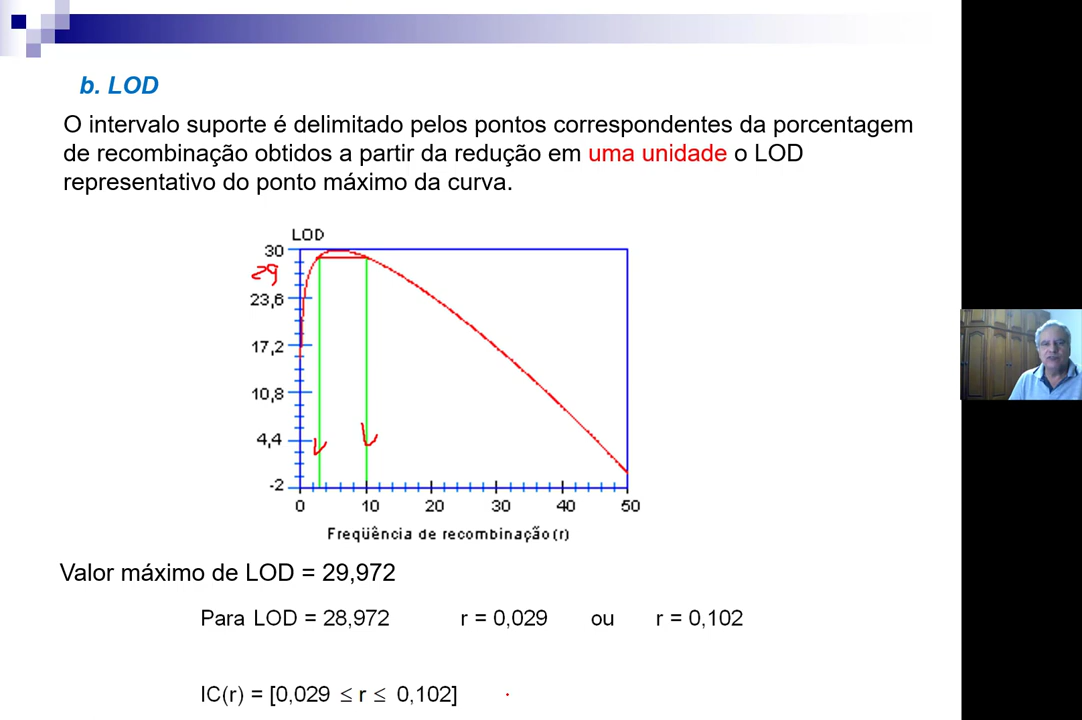 b. LOD
O intervalo suporte é delimitado pelos pontos correspondentes da porcentagem
de recombinação obtidos a partir da redução em uma unidade o LOD
representativo do ponto máximo da curva.
LOD
30
29
23,6
17,2
10,8
4,4
-2
0 10 20 30 40 50
Freqüência de recombinação (r)
Valor máximo de LOD = 29,972
Para LOD = 28,972 r = 0,029 ou r = 0,102
IC(r) = [0,029 ≤ r ≤ 0,102]